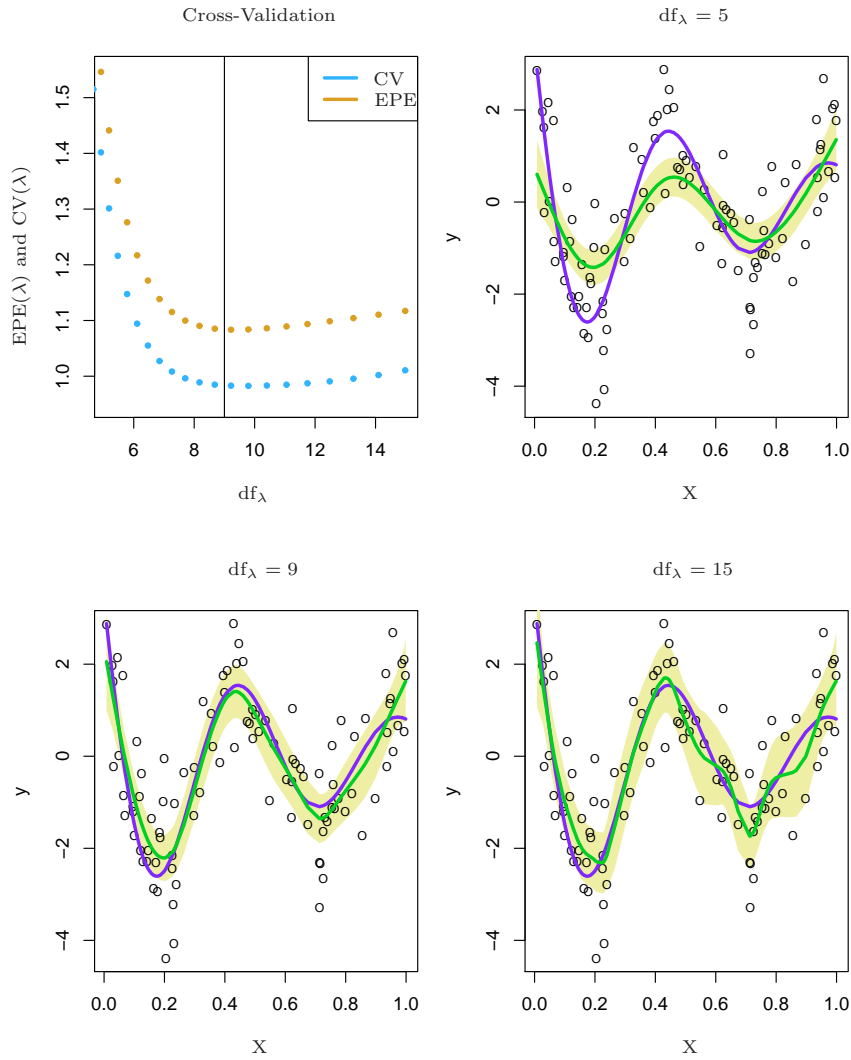 Cross-Validation
EPE(λ) and CV(λ)
1.5
1.4
1.3
1.2
1.1
1.0
CV
EPE
6 8 10 12 14
df_λ
df_λ = 5
y
2
0
−2
−4
0.0 0.2 0.4 0.6 0.8 1.0
X
df_λ = 9
y
2
0
−2
−4
0.0 0.2 0.4 0.6 0.8 1.0
X
df_λ = 15
y
2
0
−2
−4
0.0 0.2 0.4 0.6 0.8 1.0
X